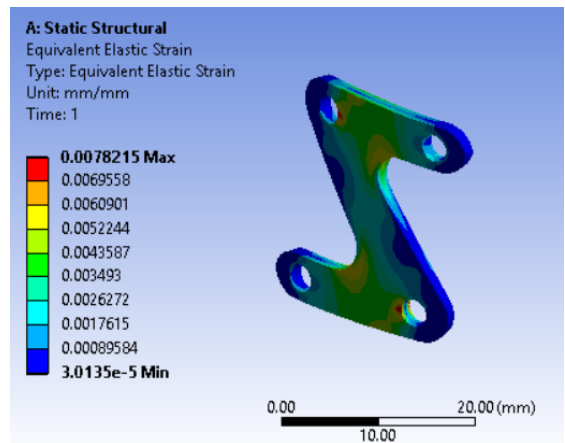 A: Static Structural
Equivalent Elastic Strain
Type: Equivalent Elastic Strain
Unit: mm/mm
Time: 1
0.0078215 Max
0.0069558
0.0060901
0.0052244
0.0043587
0.003493
0.0026272
0.0017615
0.00089584
3.0135e-5 Min
0.00 20.00 (mm)
10.00